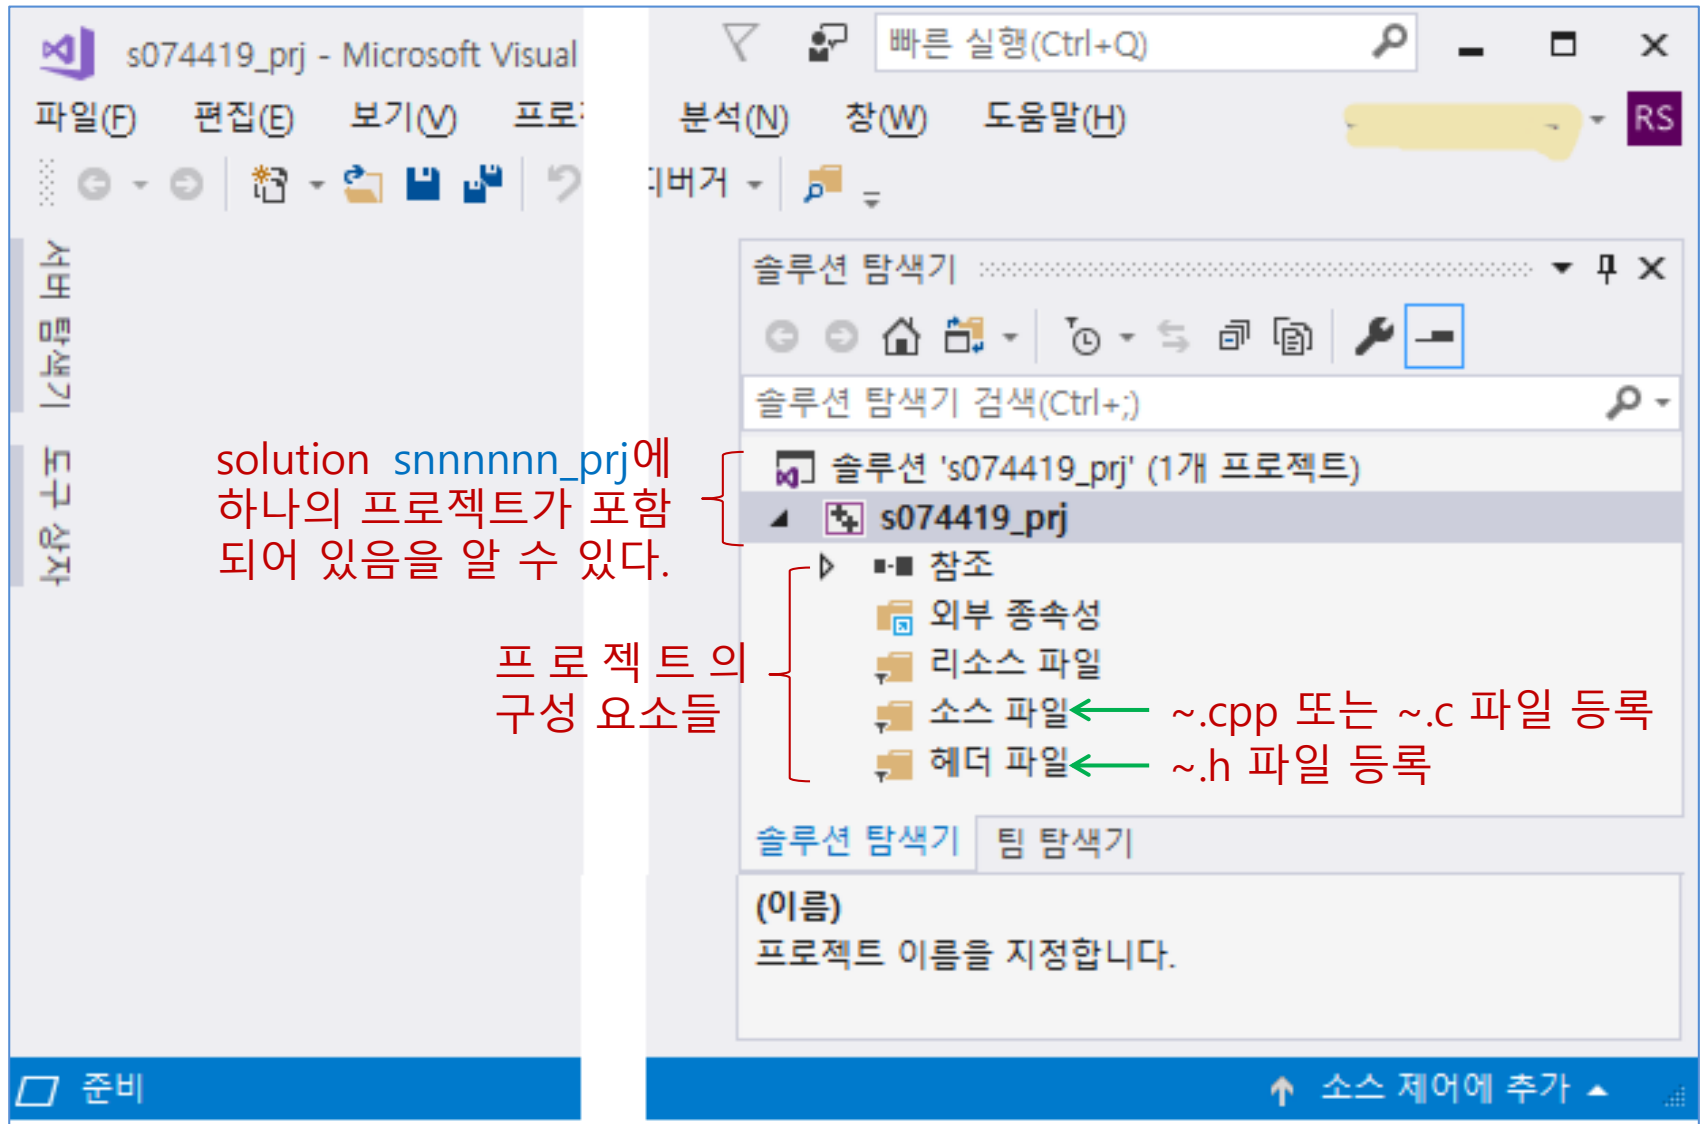 s074419_prj - Microsoft Visual
빠른 실행(Ctrl+Q)
파일(F) 편집(E) 보기(V) 프로 분석(N) 창(W) 도움말(H)
RS
디버거
서버 탐색기
도구 상자
솔루션 탐색기
솔루션 탐색기 검색(Ctrl+;)
solution snnnnnn_prj에
하나의 프로젝트가 포함
되어 있음을 알 수 있다.
솔루션 's074419_prj' (1개 프로젝트)
s074419_prj
참조
외부 종속성
리소스 파일
소스 파일
헤더 파일
프로젝트의
구성 요소들
~.cpp 또는 ~.c 파일 등록
~.h 파일 등록
솔루션 탐색기 팀 탐색기
(이름)
프로젝트 이름을 지정합니다.
준비
소스 제어에 추가